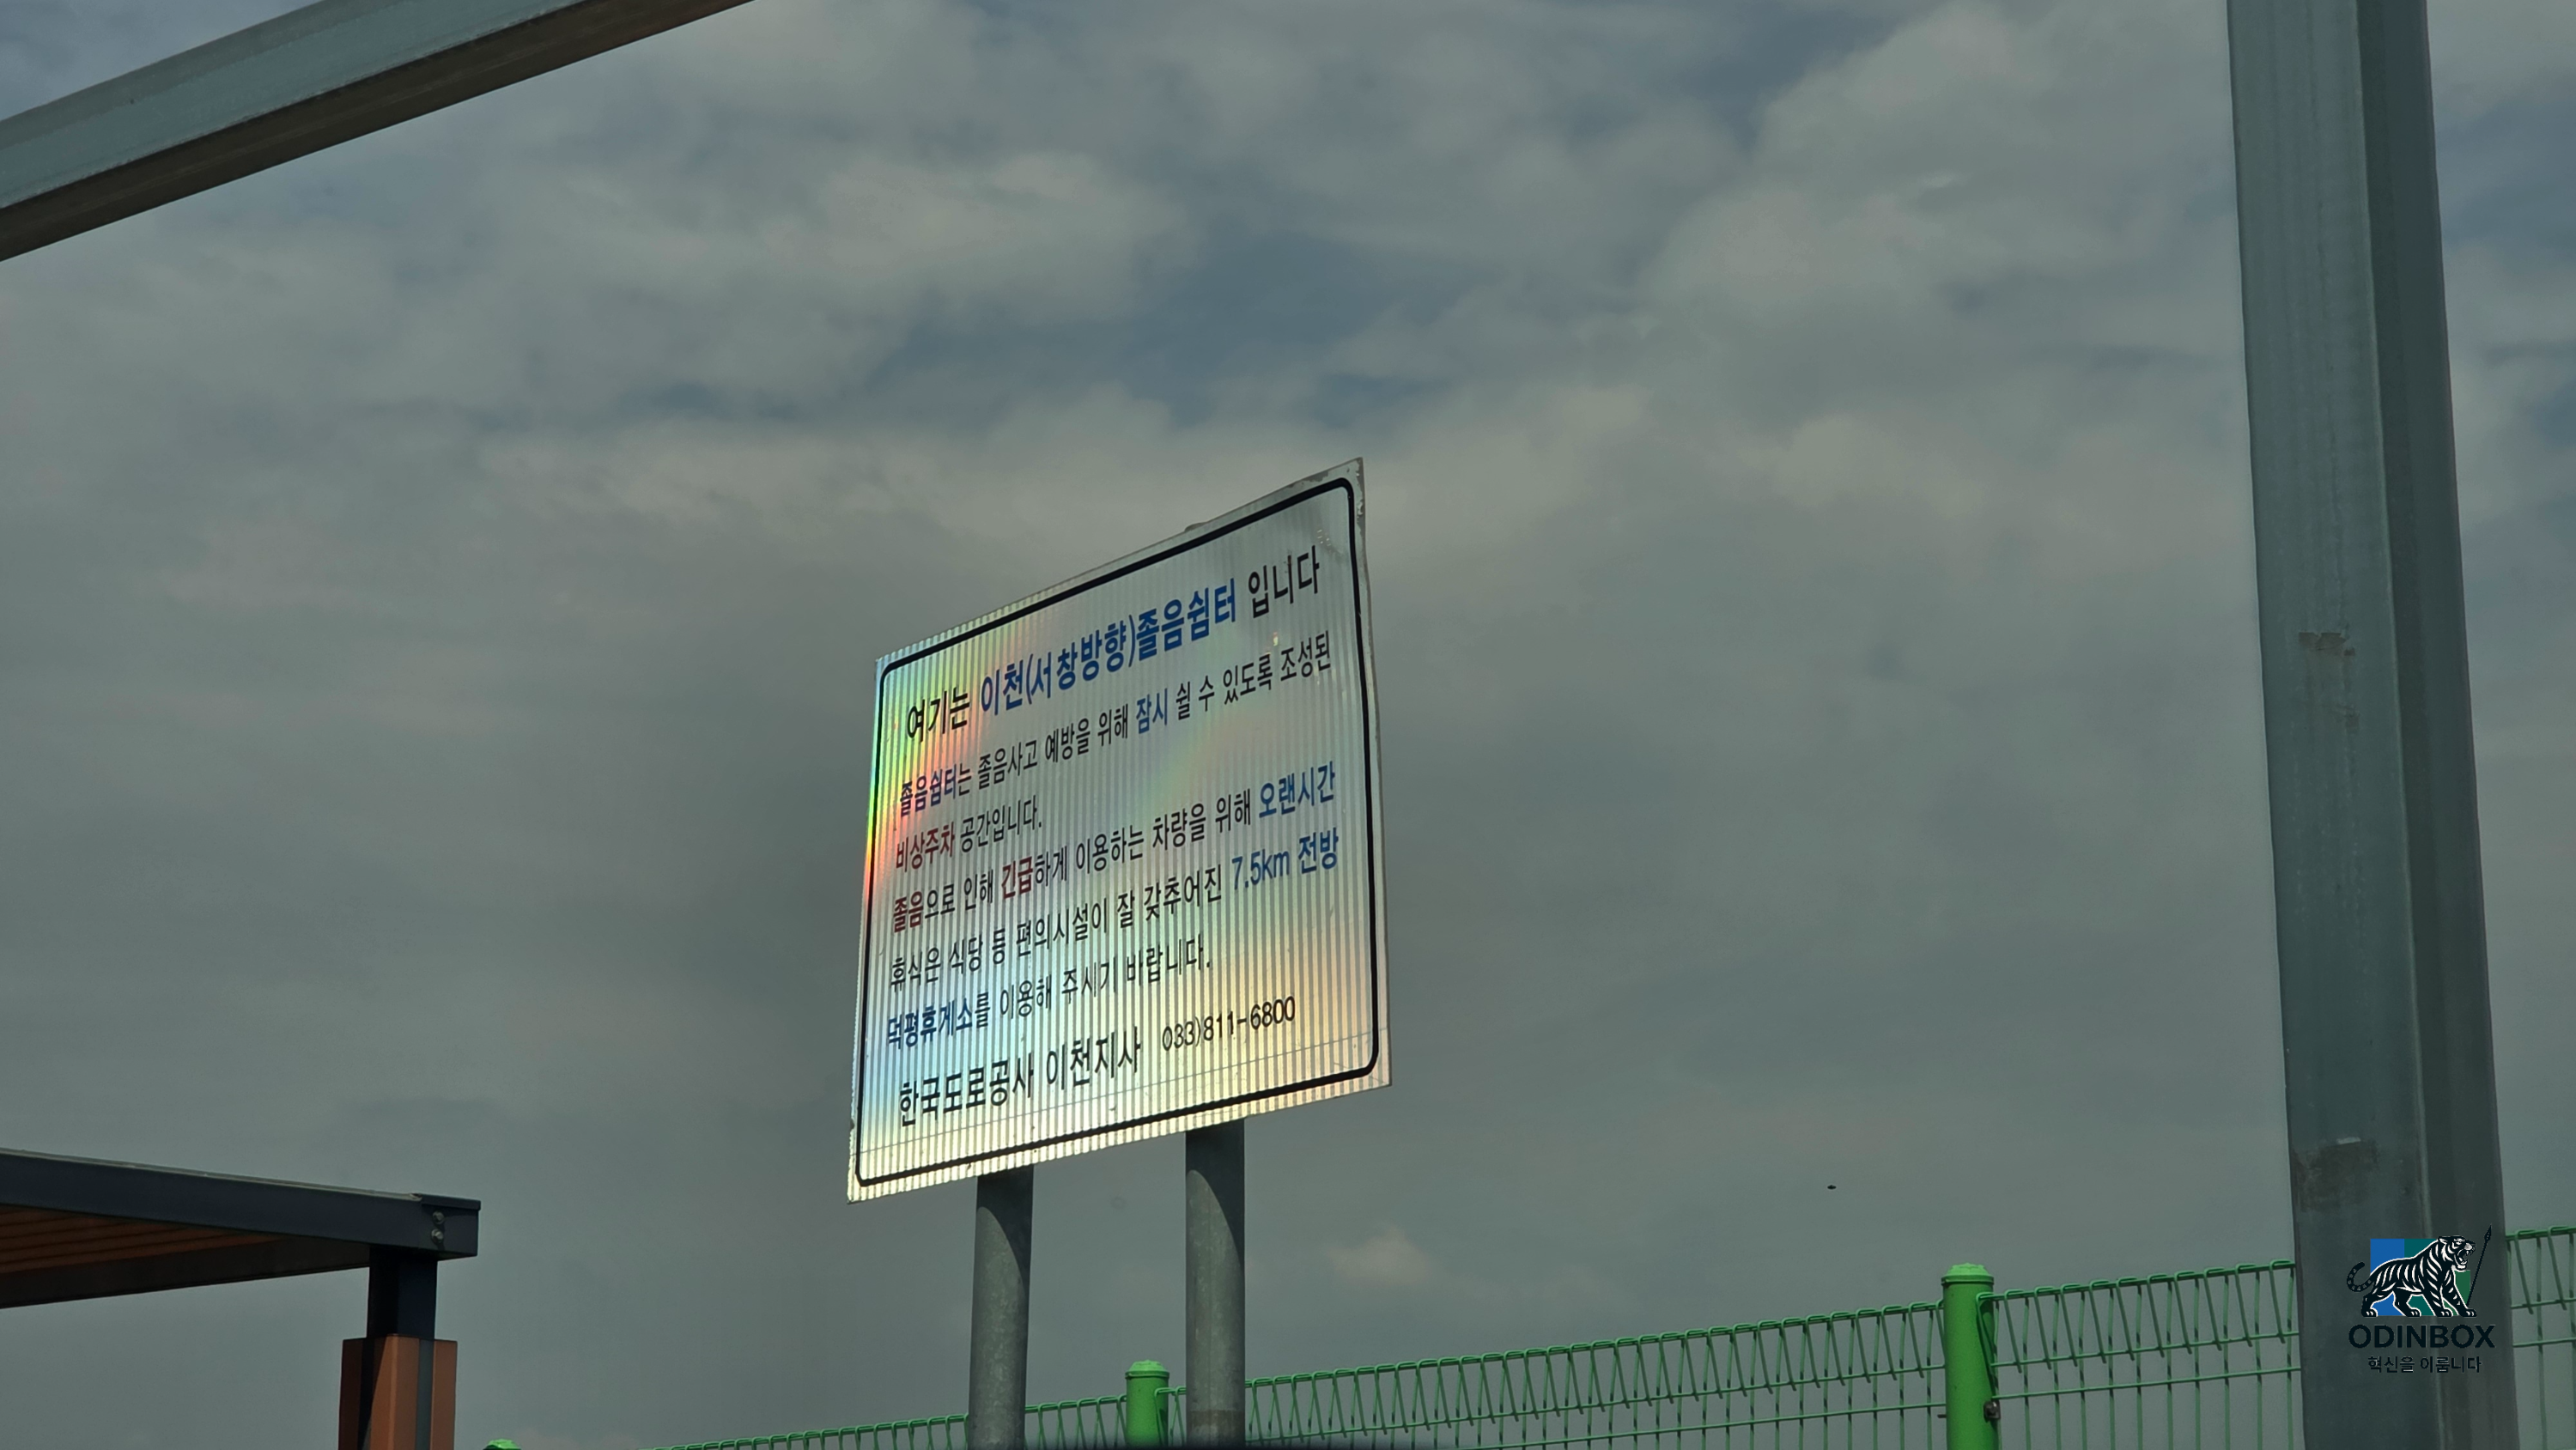 여기는 이천(서창방향)졸음쉼터 입니다
졸음쉼터는 졸음사고 예방을 위해 잠시 쉴 수 있도록 조성된
비상주차 공간입니다.
졸음으로 인해 긴급하게 이용하는 차량을 위해 오랜시간
휴식은 식당 등 편의시설이 잘 갖추어진 7.5km 전방
덕평휴게소를 이용해 주시기 바랍니다.
한국도로공사 이천지사 033)811-6800
ODINBOX
혁신을 이룹니다